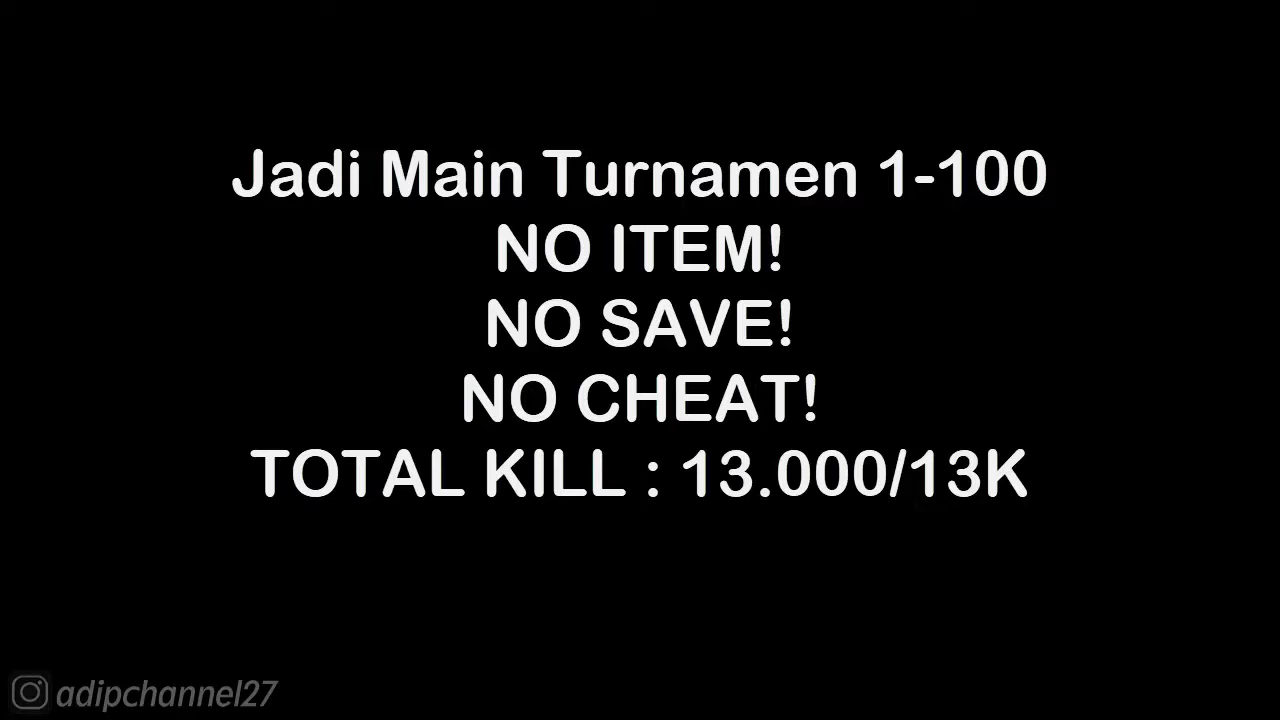 Jadi Main Turnamen 1-100
NO ITEM!
NO SAVE!
NO CHEAT!
TOTAL KILL : 13.000/13K
adipchannel27